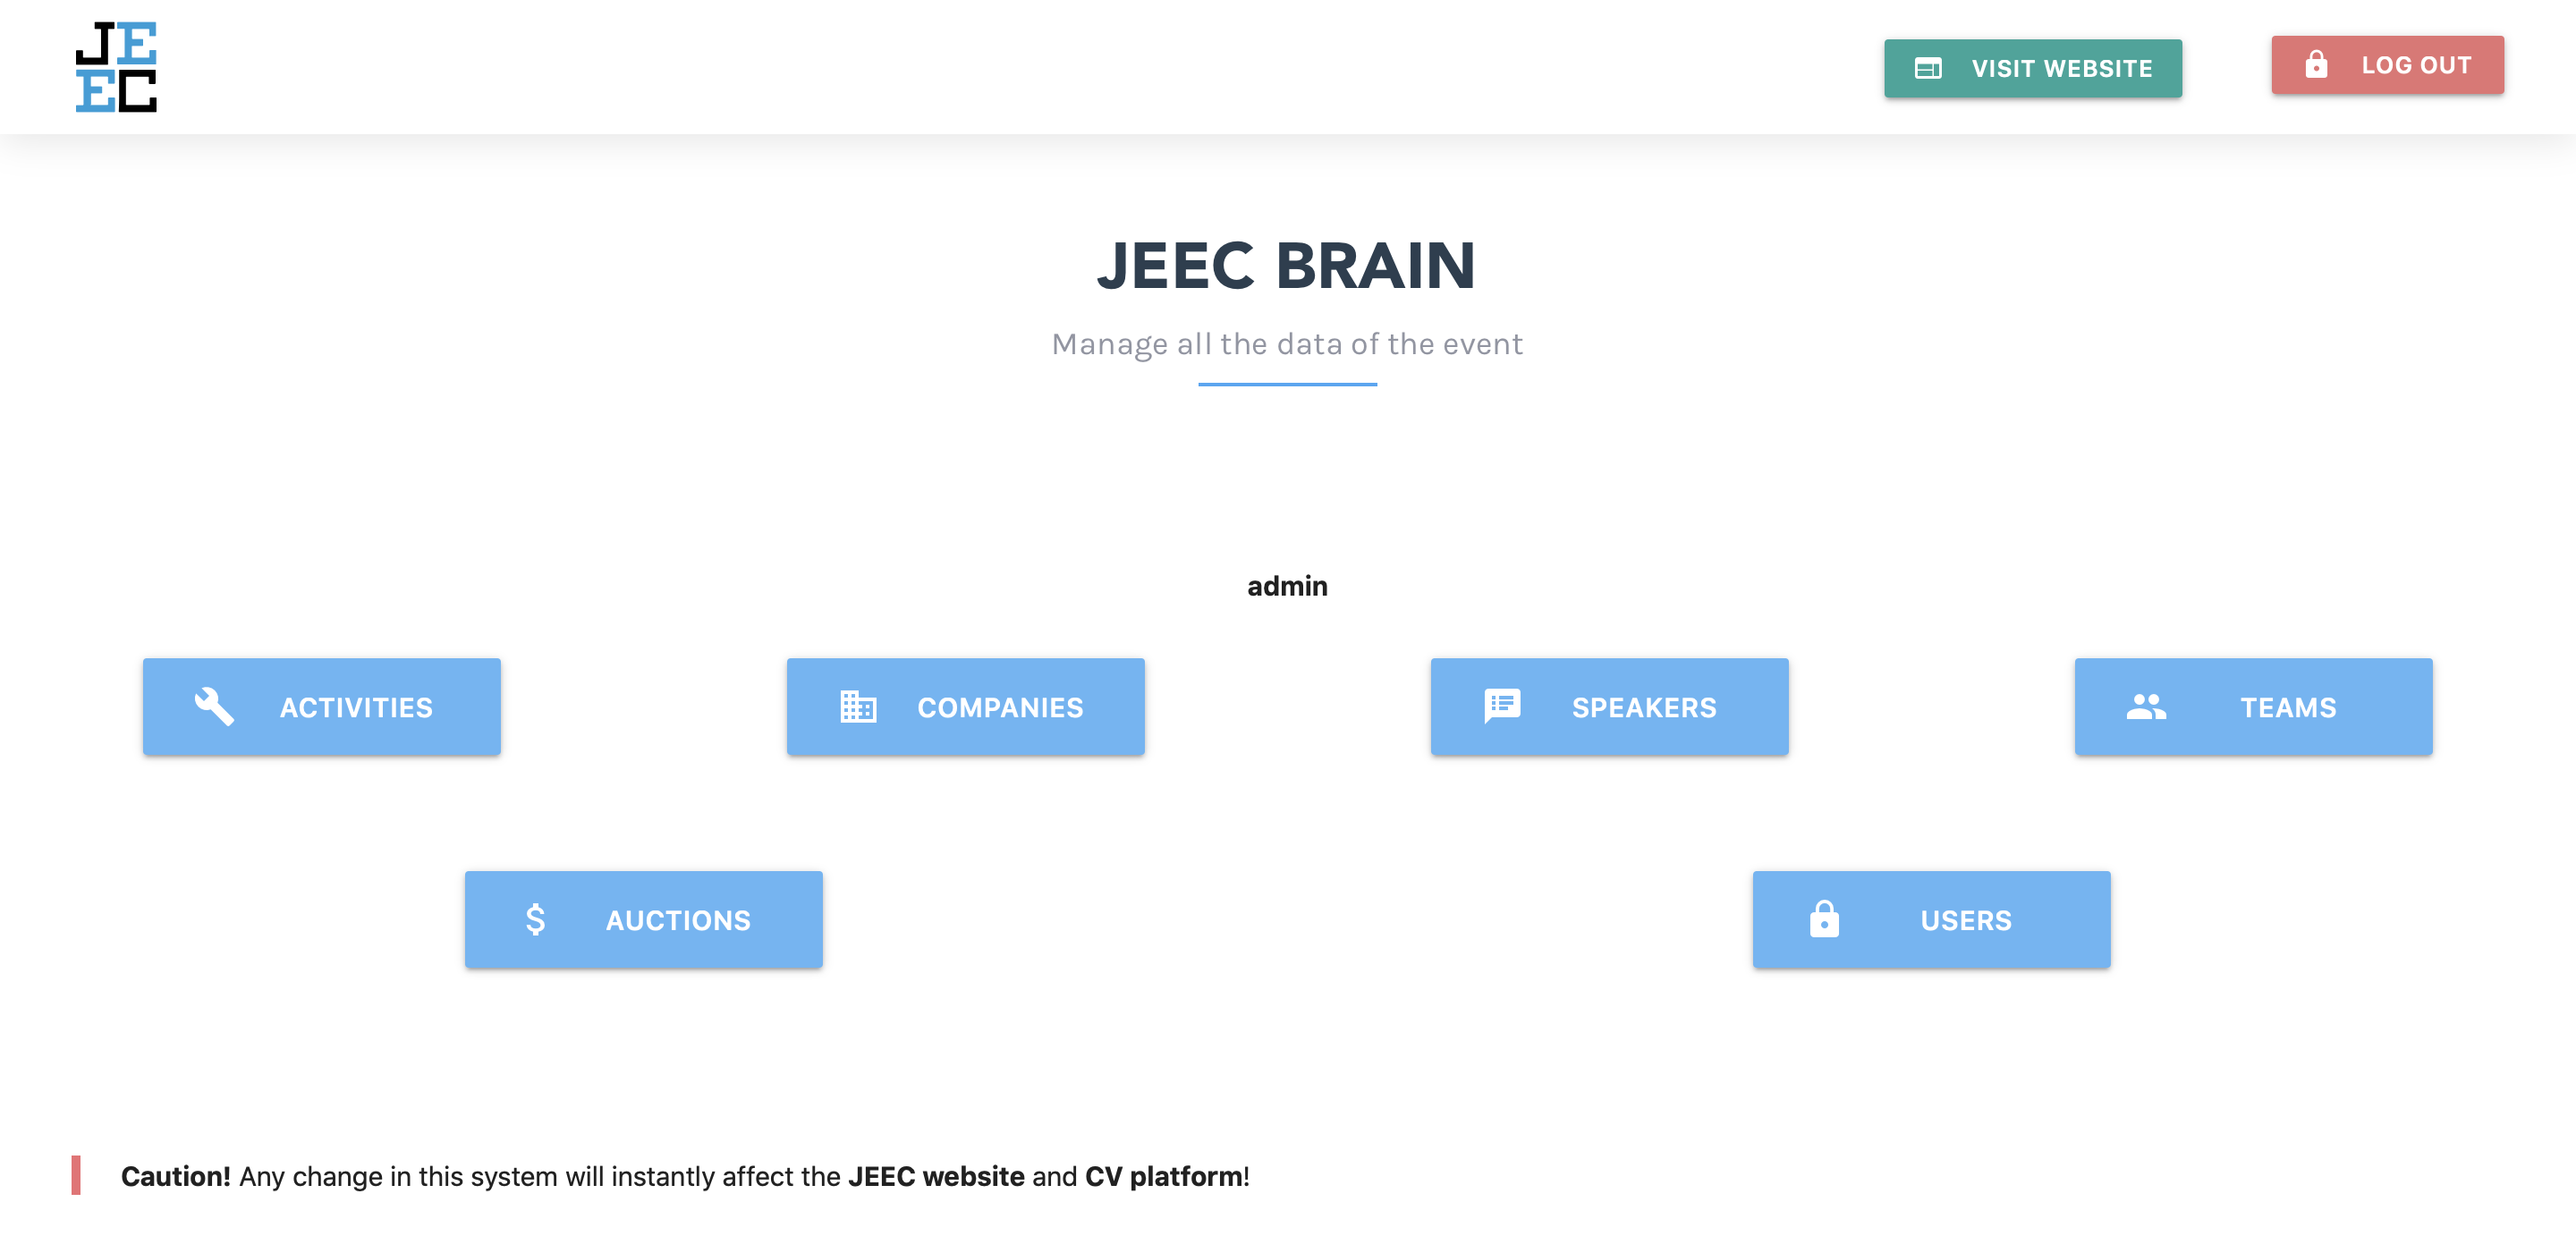 JE
EC
VISIT WEBSITE
LOG OUT
JEEC BRAIN
Manage all the data of the event
admin
ACTIVITIES
COMPANIES
SPEAKERS
TEAMS
AUCTIONS
USERS
Caution! Any change in this system will instantly affect the JEEC website and CV platform!